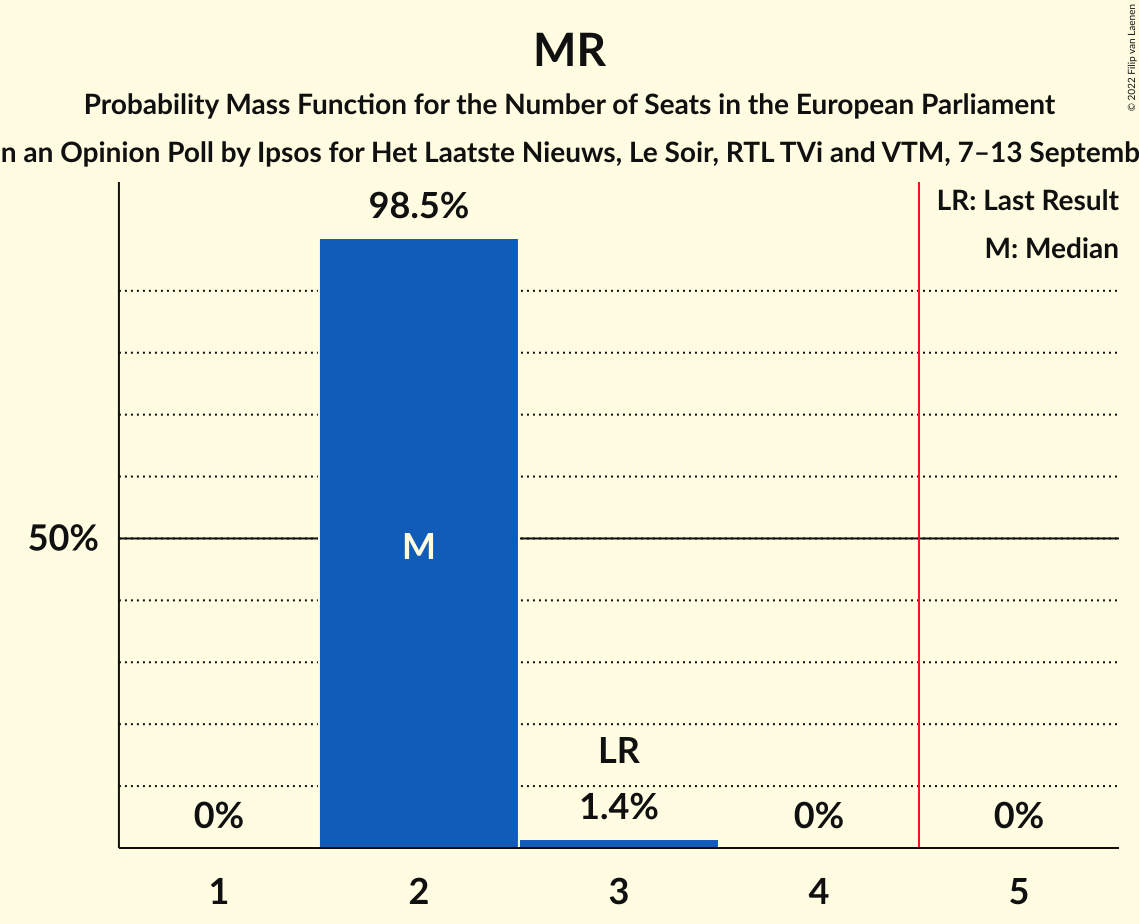 MR
Probability Mass Function for the Number of Seats in the European Parliament
n an Opinion Poll by Ipsos for Het Laatste Nieuws, Le Soir, RTL TVi and VTM, 7–13 Septemb
© 2022 Filip van Laenen
LR: Last Result
M: Median
98.5%
50%
M
LR
0%
1.4%
0%
0%
1
2
3
4
5